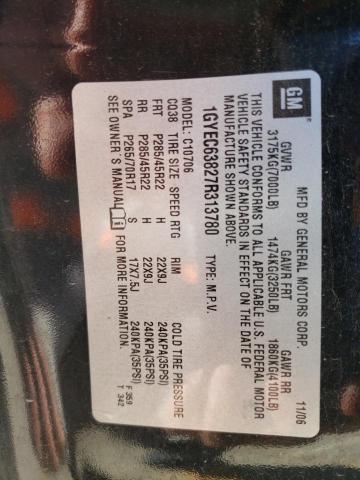 GM
MFD BY GENERAL MOTORS CORP. 11/06
GVWR GAWR FRT GAWR RR
3175KG(7000LB) 1474KG(3250LB) 1860KG(4100LB)
THIS VEHICLE CONFORMS TO ALL APPLICABLE U.S. FEDERAL MOTOR
VEHICLE SAFETY STANDARDS IN EFFECT ON THE DATE OF
MANUFACTURE SHOWN ABOVE.
1GYEC63827R313780 TYPE: M.P.V.
MODEL: C10706
CQ38 TIRE SIZE SPEED RTG RIM COLD TIRE PRESSURE
FRT P285/45R22 H 22X9J 240KPA(35PSI)
RR P285/45R22 H 22X9J 240KPA(35PSI)
SPA P265/70R17 S 17X7.5J 240KPA(35PSI)
SEE OWNER'S MANUAL FOR MORE INFORMATION.
F 359
T 342